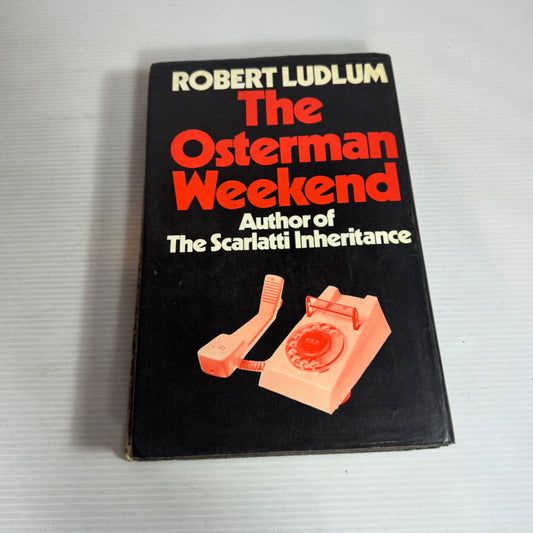 ROBERT LUDLUM
The
Osterman
Weekend
Author of
The Scarlatti Inheritance